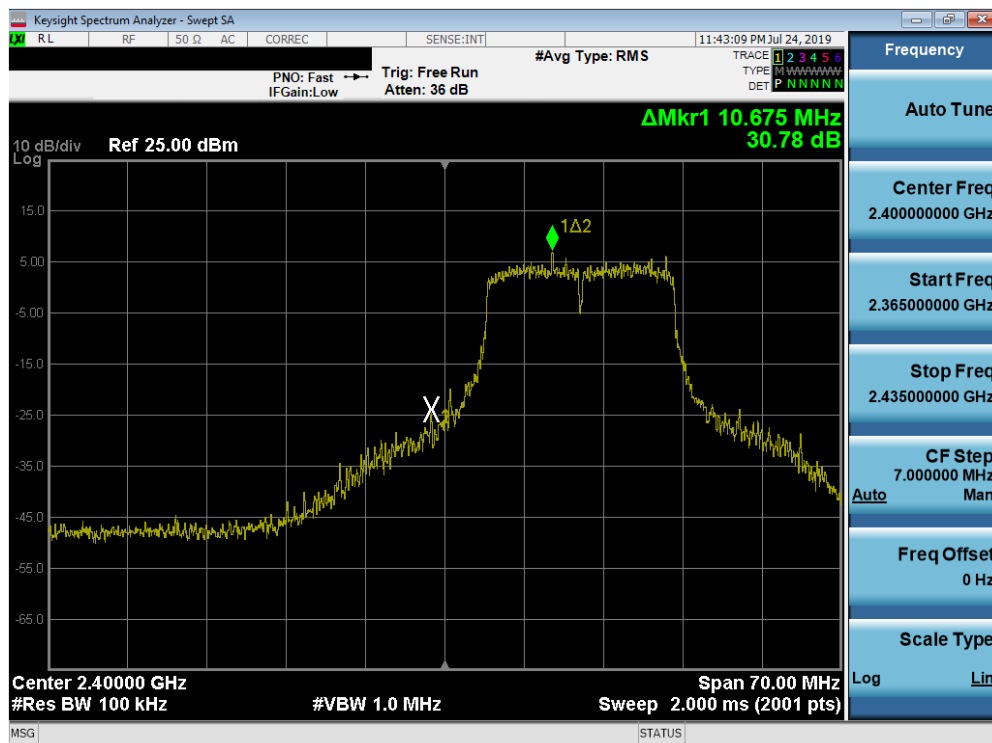 Keysight Spectrum Analyzer - Swept SA
LXI RL RF 50 Ω AC CORREC SENSE:INT 11:43:09 PM Jul 24, 2019
#Avg Type: RMS
TRACE 1 2 3 4 5 6
TYPE M W W W W W
DET P N N N N N
PNO: Fast Trig: Free Run
IFGain:Low Atten: 36 dB
ΔMkr1 10.675 MHz
30.78 dB
10 dB/div Ref 25.00 dBm
Log
1Δ2
15.0
5.00
-5.00
-15.0
-25.0
X
-35.0
-45.0
-55.0
-65.0
Center 2.40000 GHz Span 70.00 MHz
#Res BW 100 kHz #VBW 1.0 MHz Sweep 2.000 ms (2001 pts)
MSG STATUS
Frequency
Auto Tune
Center Freq
2.400000000 GHz
Start Freq
2.365000000 GHz
Stop Freq
2.435000000 GHz
CF Step
7.000000 MHz
Auto Man
Freq Offset
0 Hz
Scale Type
Log Lin